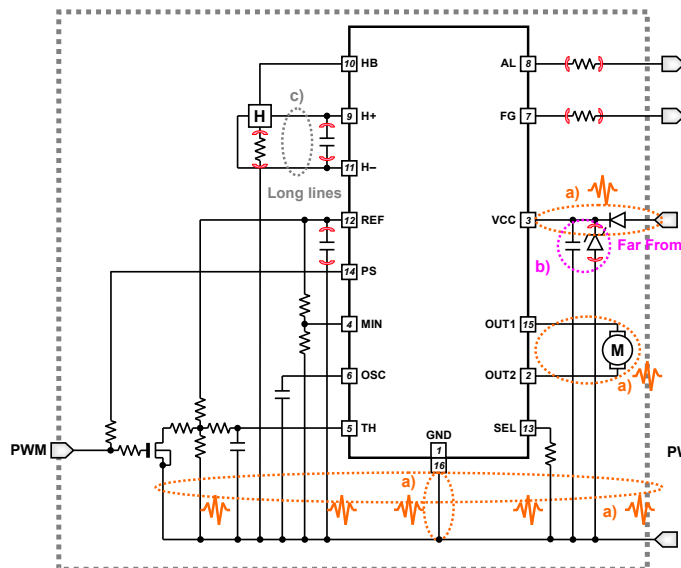 10 HB
AL 8
c)
H
9 H+
FG 7
11 H–
Long lines
a)
12 REF
VCC 3
Far From
b)
14 PS
4 MIN
OUT1 15
M
6 OSC
OUT2 2
a)
5 TH
SEL 13
GND
PWM
1
P
16
a)
a)